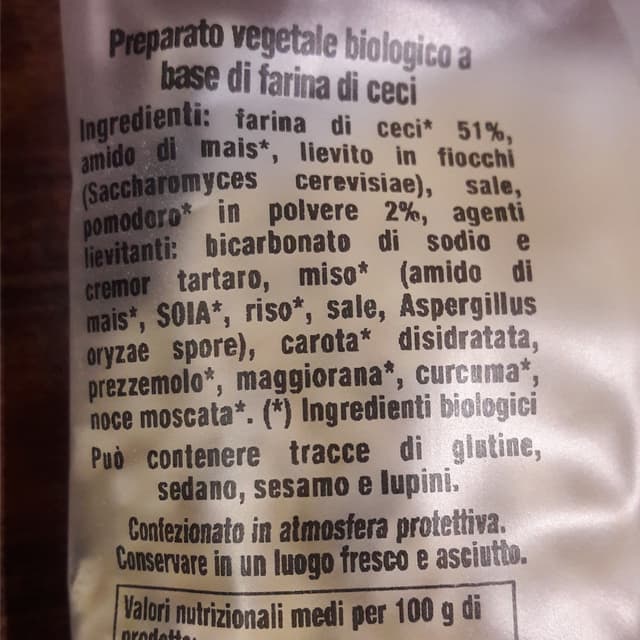 Preparato vegetale biologico a
base di farina di ceci
Ingredienti: farina di ceci* 51%,
amido di mais*, lievito in fiocchi
(Saccharomyces cerevisiae), sale,
pomodoro* in polvere 2%, agenti
lievitanti: bicarbonato di sodio e
cremor tartaro, miso* (amido di
mais*, SOIA*, riso*, sale, Aspergillus
oryzae spore), carota* disidratata,
prezzemolo*, maggiorana*, curcuma*,
noce moscata*. (*) Ingredienti biologici
Può contenere tracce di glutine,
sedano, sesamo e lupini.
Confezionato in atmosfera protettiva.
Conservare in un luogo fresco e asciutto.
Valori nutrizionali medi per 100 g di
prodotto: